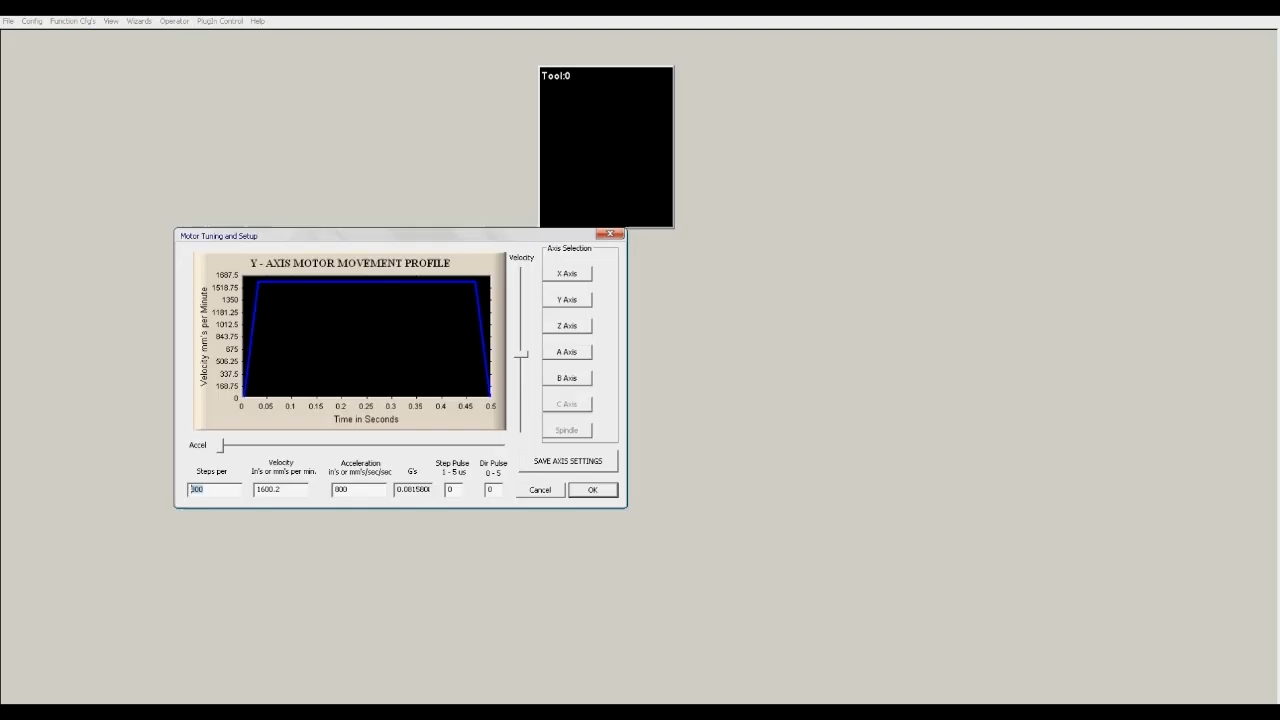 File Config Function Cfg's View Wizards Operator PlugIn Control Help
Tool:0
Motor Tuning and Setup
Y - AXIS MOTOR MOVEMENT PROFILE
Velocity mm's per Minute
1687.5
1518.75
1350
1181.25
1012.5
843.75
675
506.25
337.5
168.75
0
0 0.05 0.1 0.15 0.2 0.25 0.3 0.35 0.4 0.45 0.5
Time in Seconds
Velocity
Axis Selection
X Axis
Y Axis
Z Axis
A Axis
B Axis
C Axis
Spindle
Accel
Steps per
Velocity
In's or mm's per min.
Acceleration
in's or mm's/sec/sec
G's
Step Pulse
1 - 5 us
Dir Pulse
0 - 5
SAVE AXIS SETTINGS
300 1600.2 800 0 0
Cancel OK